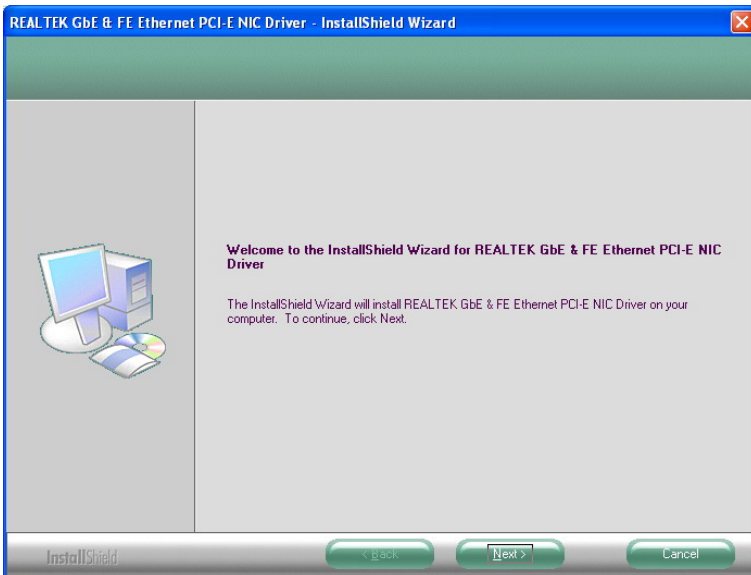 REALTEK GbE & FE Ethernet PCI-E NIC Driver - InstallShield Wizard
Welcome to the InstallShield Wizard for REALTEK GbE & FE Ethernet PCI-E NIC
Driver
The InstallShield Wizard will install REALTEK GbE & FE Ethernet PCI-E NIC Driver on your
computer. To continue, click Next.
InstallShield
< Back
Next >
Cancel